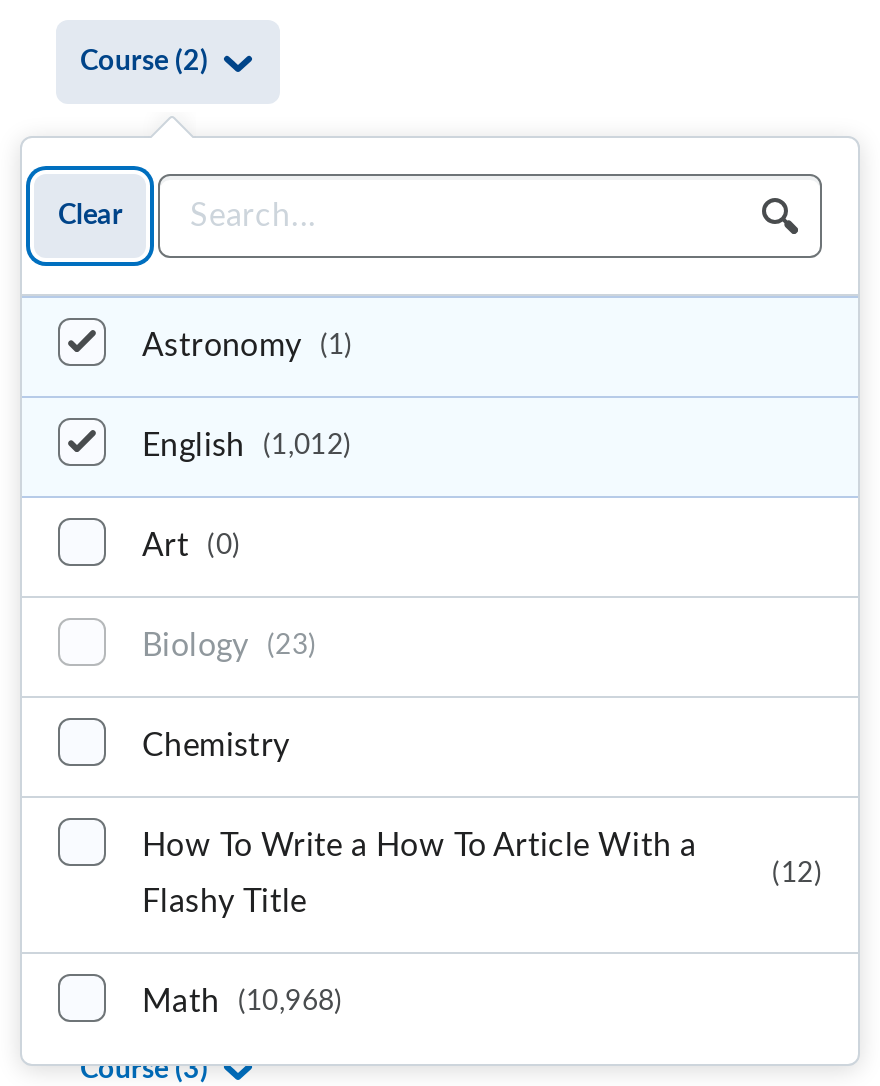 Course (2)
Clear
Search...
Astronomy (1)
English (1,012)
Art (0)
Biology (23)
Chemistry
How To Write a How To Article With a
Flashy Title
(12)
Math (10,968)
Course (3)